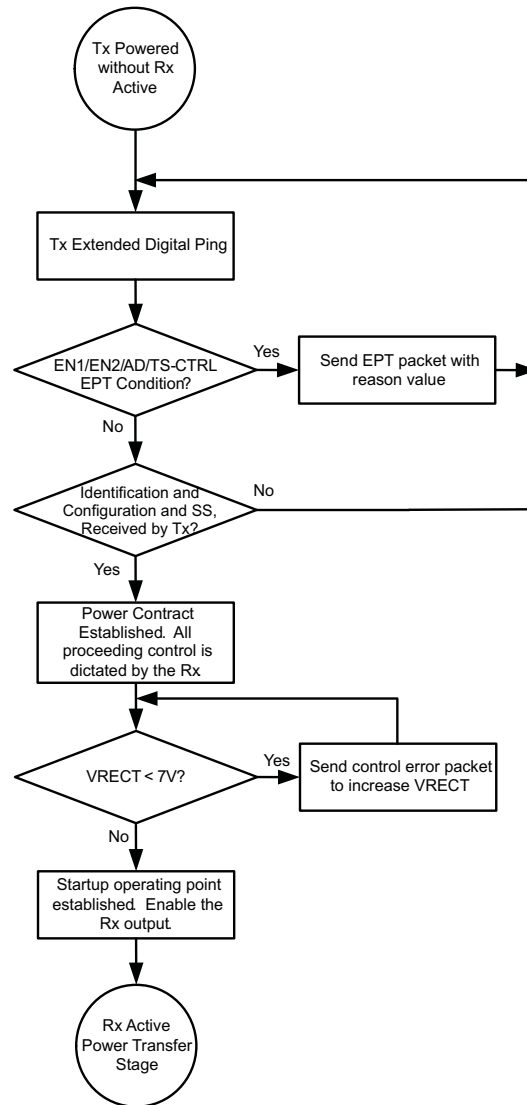 Tx Powered
without Rx
Active
Tx Extended Digital Ping
EN1/EN2/AD/TS-CTRL
EPT Condition?
Yes
Send EPT packet with
reason value
No
Identification and
Configuration and SS,
Received by Tx?
No
Yes
Power Contract
Established. All
proceeding control is
dictated by the Rx
VRECT < 7V?
Yes
Send control error packet
to increase VRECT
No
Startup operating point
established. Enable the
Rx output.
Rx Active
Power Transfer
Stage